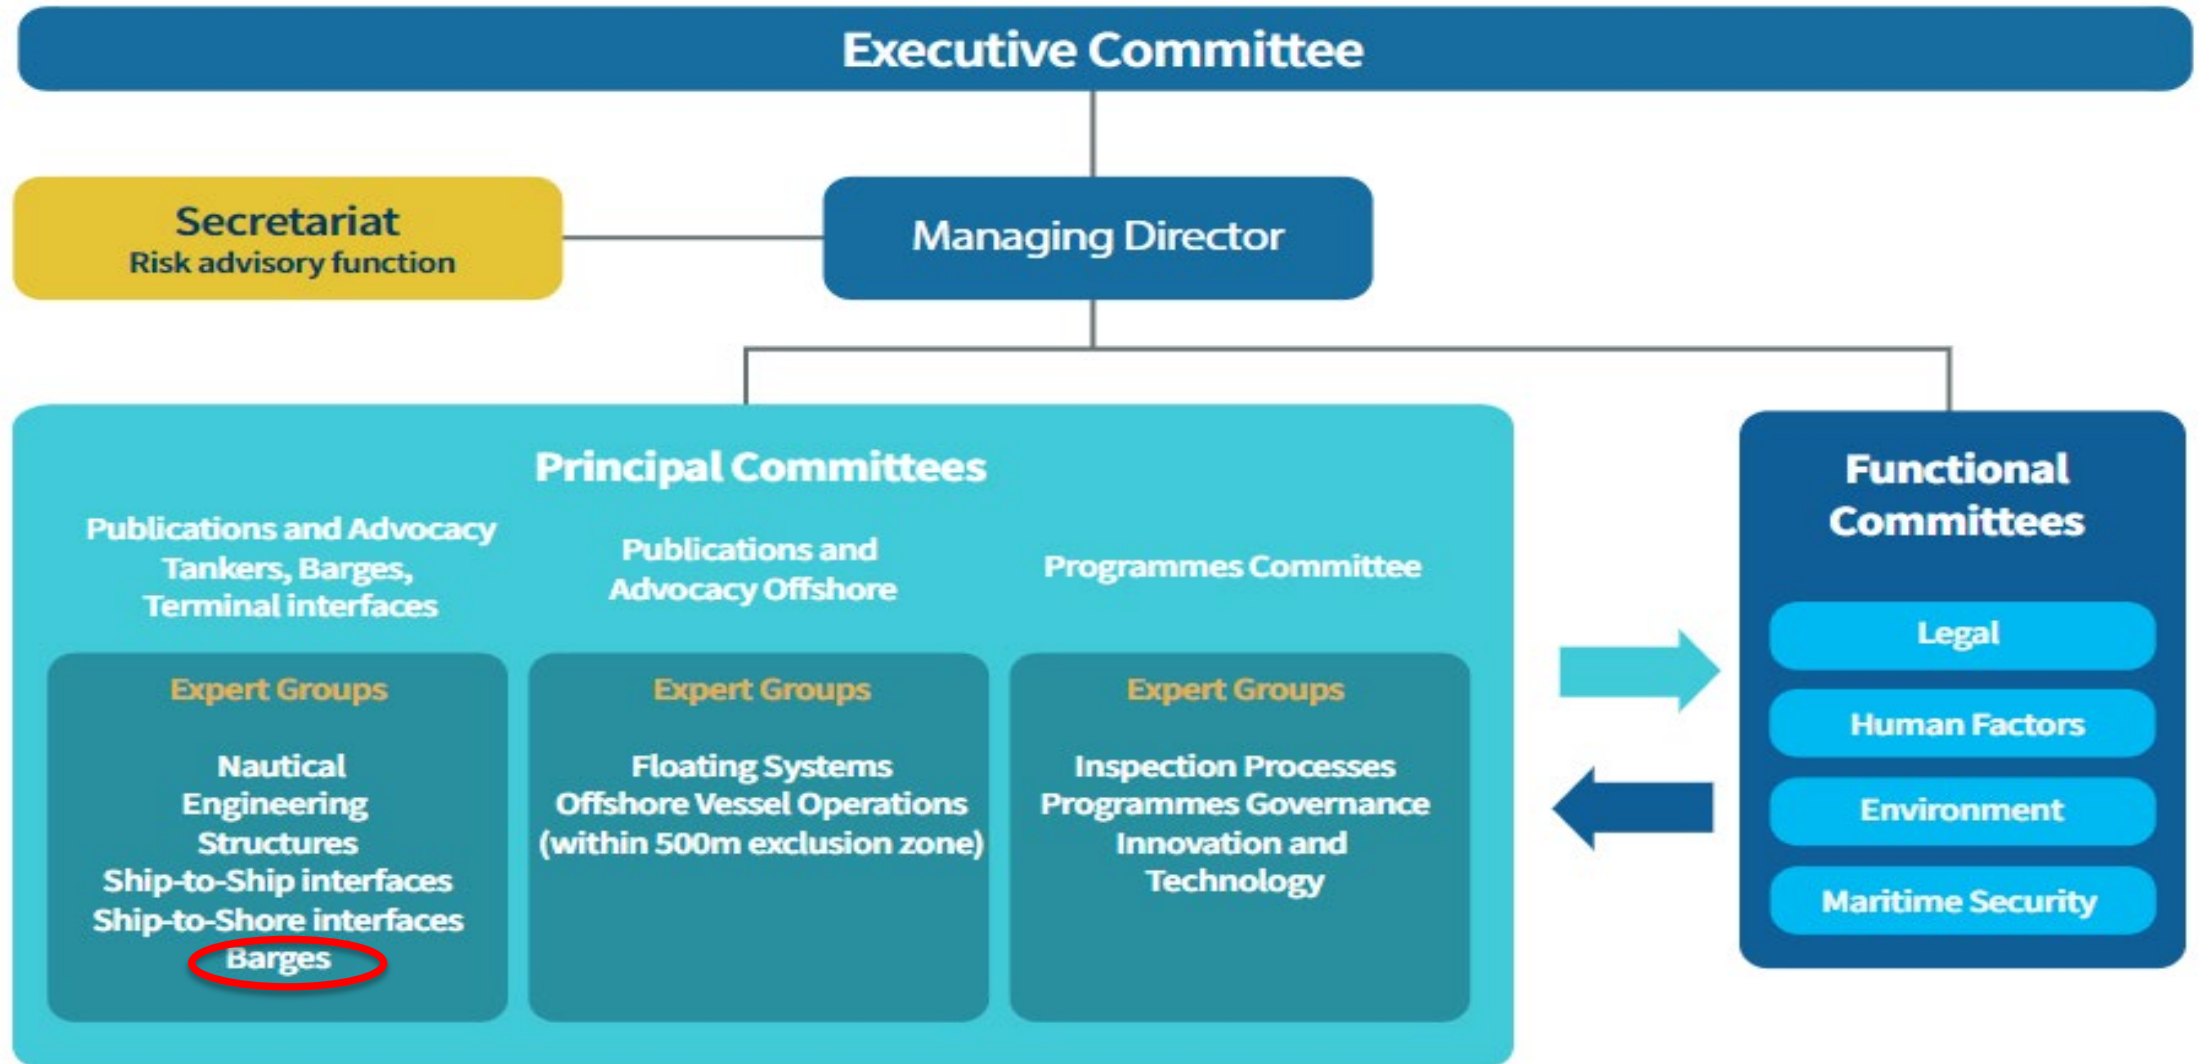 Executive Committee
Secretariat
Risk advisory function
Managing Director
Principal Committees
Publications and Advocacy
Tankers, Barges,
Terminal interfaces
Publications and
Advocacy Offshore
Programmes Committee
Expert Groups
Nautical
Engineering
Structures
Ship-to-Ship interfaces
Ship-to-Shore interfaces
Barges
Expert Groups
Floating Systems
Offshore Vessel Operations
(within 500m exclusion zone)
Expert Groups
Inspection Processes
Programmes Governance
Innovation and
Technology
Functional
Committees
Legal
Human Factors
Environment
Maritime Security